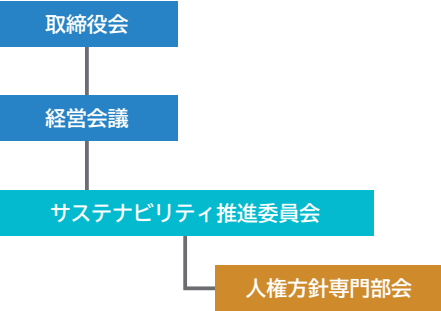 取締役会
経営会議
サステナビリティ推進委員会
人権方針専門部会